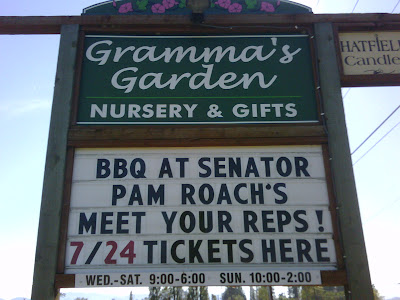 Gramma's
Garden
NURSERY & GIFTS
HATFIELD
Candle
BBQ AT SENATOR
PAM ROACH'S
MEET YOUR REPS!
7/24 TICKETS HERE
WED.-SAT. 9:00-6:00 SUN. 10:00-2:00